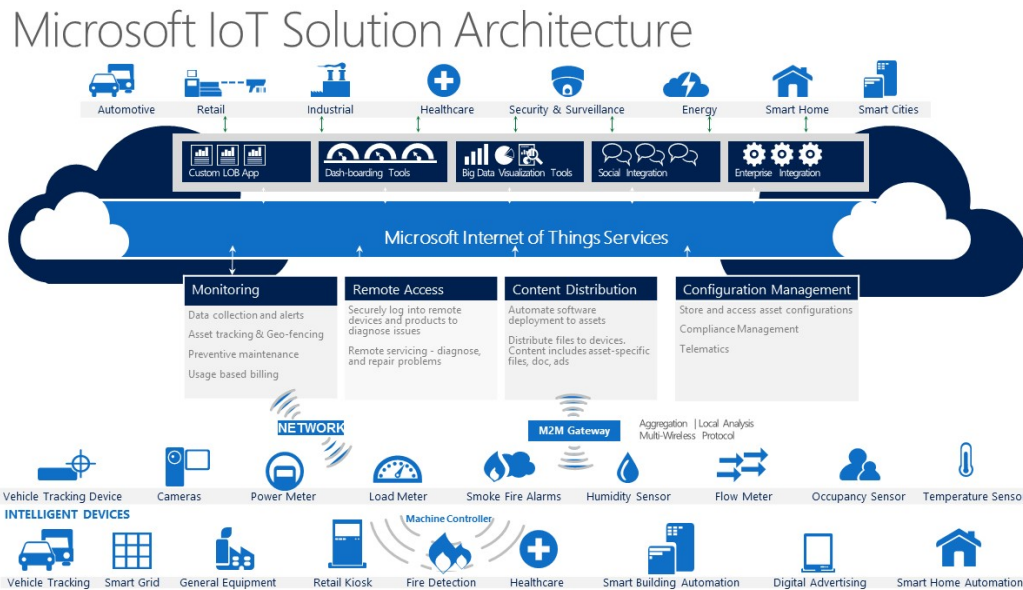 Microsoft IoT Solution Architecture
Automotive
Retail
Industrial
Healthcare
Security & Surveillance
Energy
Smart Home
Smart Cities
Custom LOB App
Dash-boarding Tools
Big Data Visualization Tools
Social Integration
Enterprise Integration
Microsoft Internet of Things Services
Monitoring
Data collection and alerts
Asset tracking & Geo-fencing
Preventive maintenance
Usage based billing
Remote Access
Securely log into remote
devices and products to
diagnose issues
Remote servicing - diagnose,
and repair problems
Content Distribution
Automate software
deployment to assets
Distribute files to devices.
Content includes asset-specific
files, doc, ads
Configuration Management
Store and access asset configurations
Compliance Management
Telematics
NETWORK
M2M Gateway
Aggregation | Local Analysis
Multi-Wireless Protocol
Vehicle Tracking Device
Cameras
Power Meter
Load Meter
Smoke Fire Alarms
Humidity Sensor
Flow Meter
Occupancy Sensor
Temperature Senso
INTELLIGENT DEVICES
Machine Controller
Vehicle Tracking
Smart Grid
General Equipment
Retail Kiosk
Fire Detection
Healthcare
Smart Building Automation
Digital Advertising
Smart Home Automation